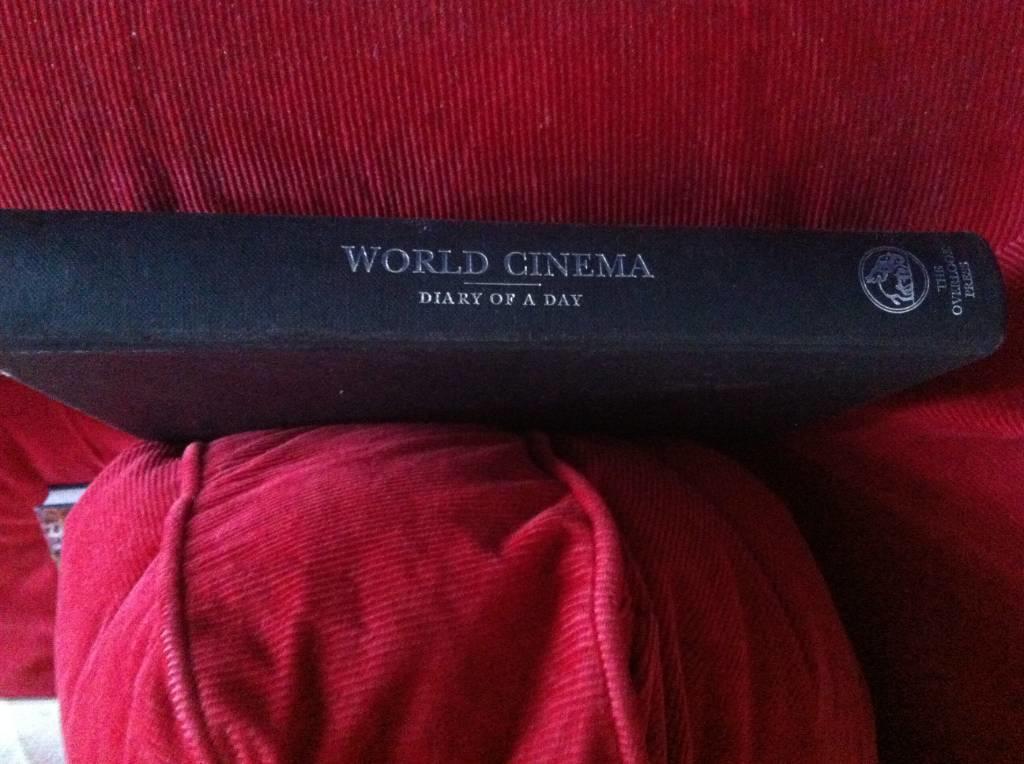 WORLD CINEMA
DIARY OF A DAY
THE
OVERLOOK
PRESS